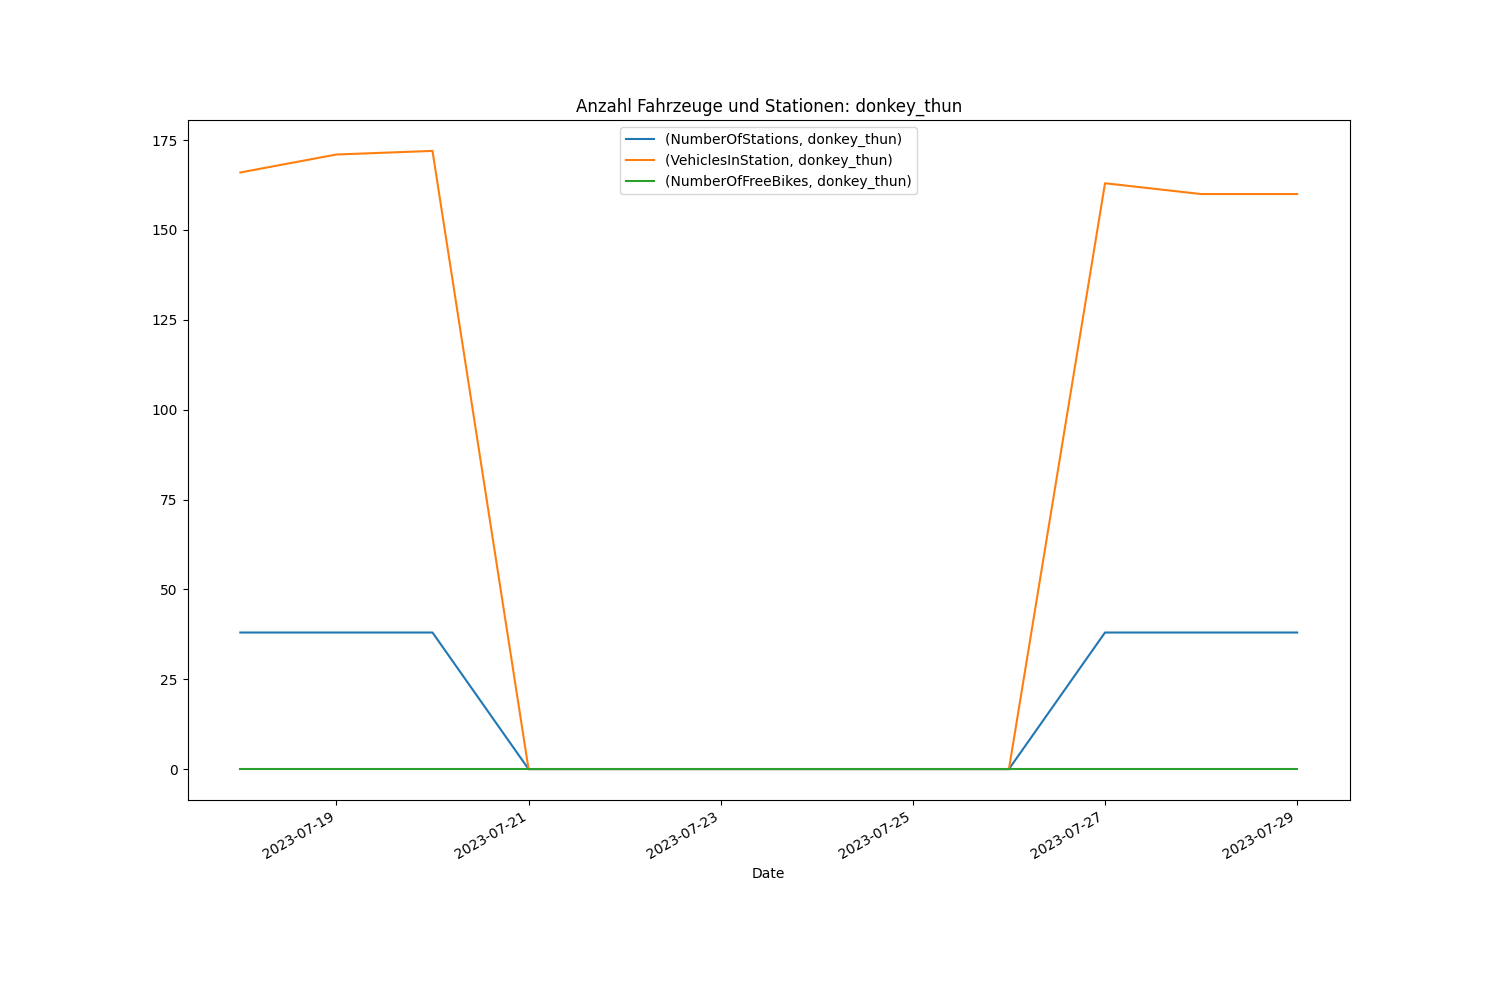 Anzahl Fahrzeuge und Stationen: donkey_thun
(NumberOfStations, donkey_thun)
(VehiclesInStation, donkey_thun)
(NumberOfFreeBikes, donkey_thun)
175
150
125
100
75
50
25
0
2023-07-19
2023-07-21
2023-07-23
2023-07-25
2023-07-27
2023-07-29
Date